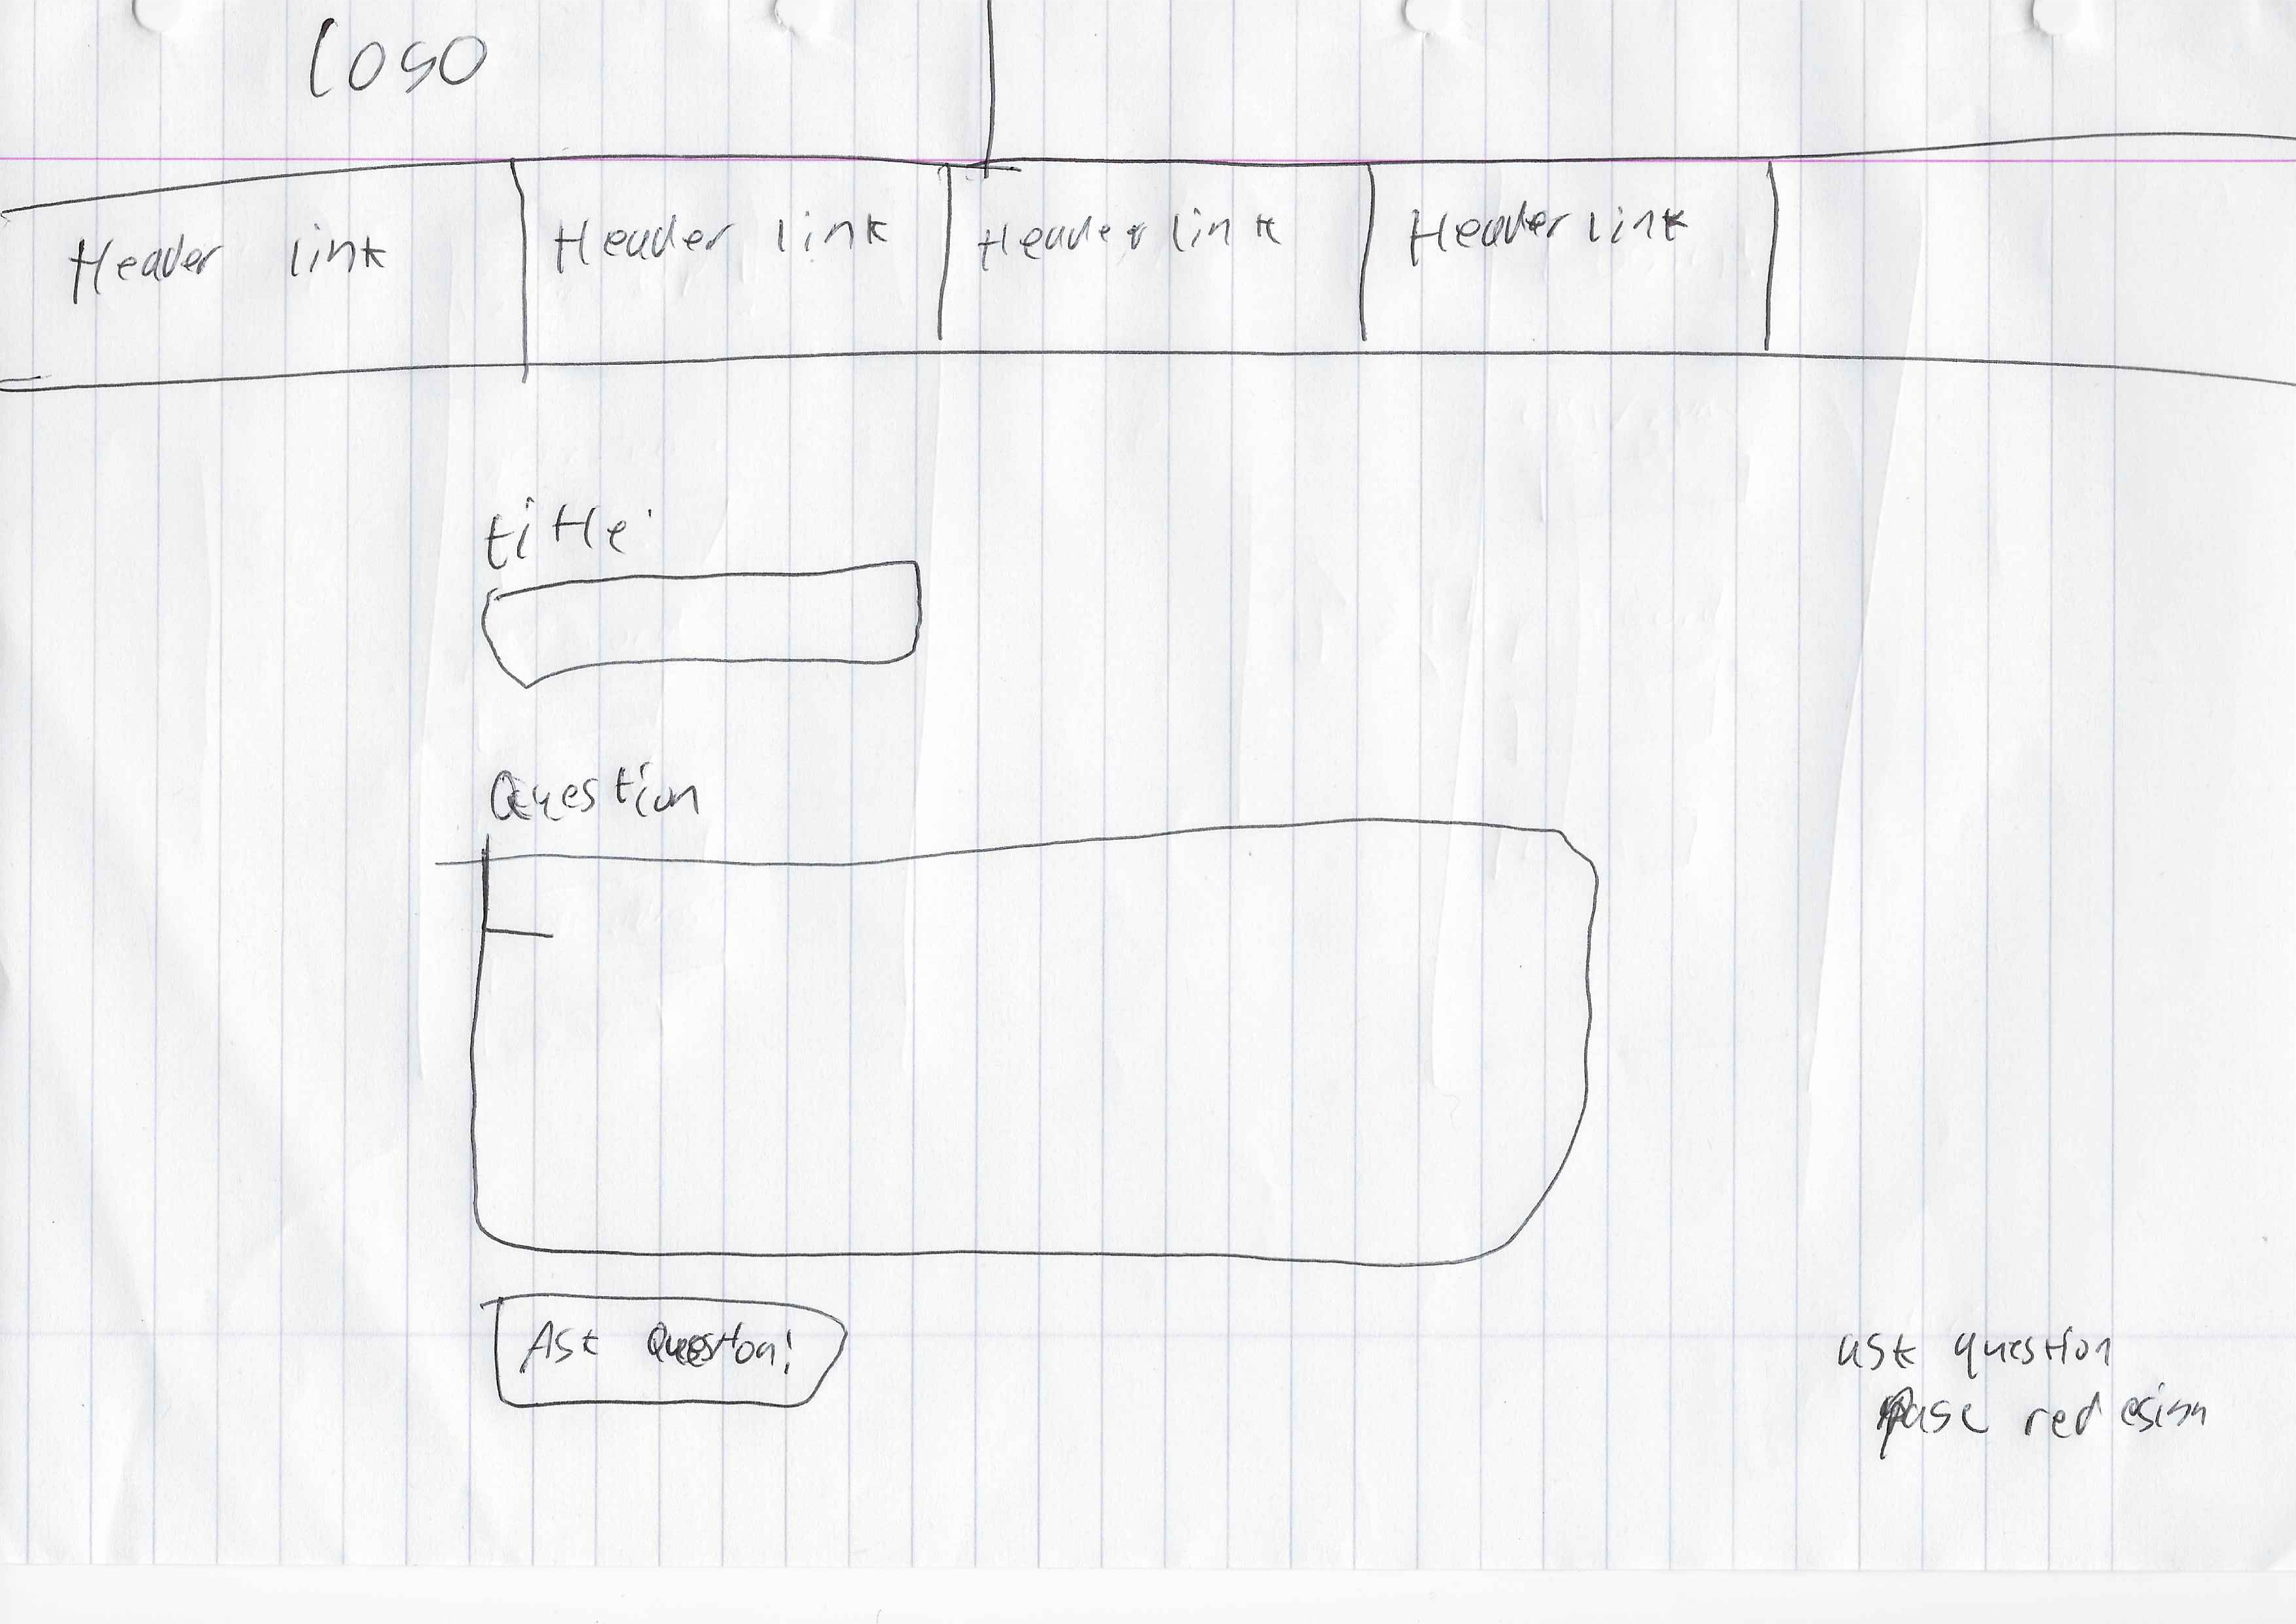 logo
Header link Header link Header link Header link
title:
Question
Ask Question!
ask question
page redesign